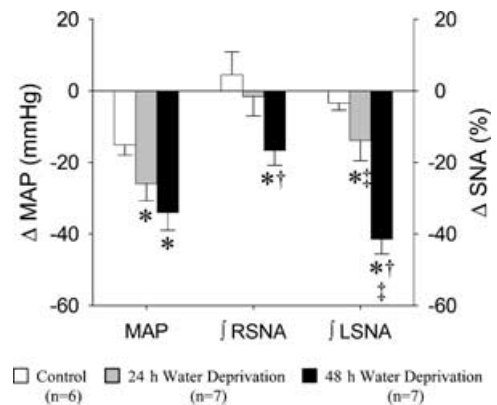 20
0
-20
-40
-60
Δ MAP (mmHg)
20
0
-20
-40
-60
Δ SNA (%)
*
*
*†
*‡
*†
‡
MAP
∫ RSNA
∫ LSNA
Control
(n=6)
24 h Water Deprivation
(n=7)
48 h Water Deprivation
(n=7)